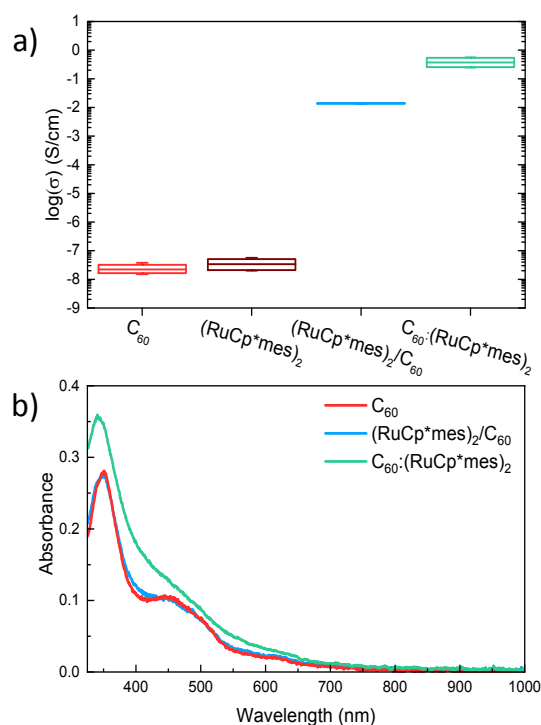 a)
log(σ) (S/cm)
1
0
-1
-2
-3
-4
-5
-6
-7
-8
-9
C₆₀
(RuCp*mes)₂
(RuCp*mes)₂/C₆₀
C₆₀:(RuCp*mes)₂
b)
Absorbance
0.4
0.3
0.2
0.1
0.0
C₆₀
(RuCp*mes)₂/C₆₀
C₆₀:(RuCp*mes)₂
400 500 600 700 800 900 1000
Wavelength (nm)